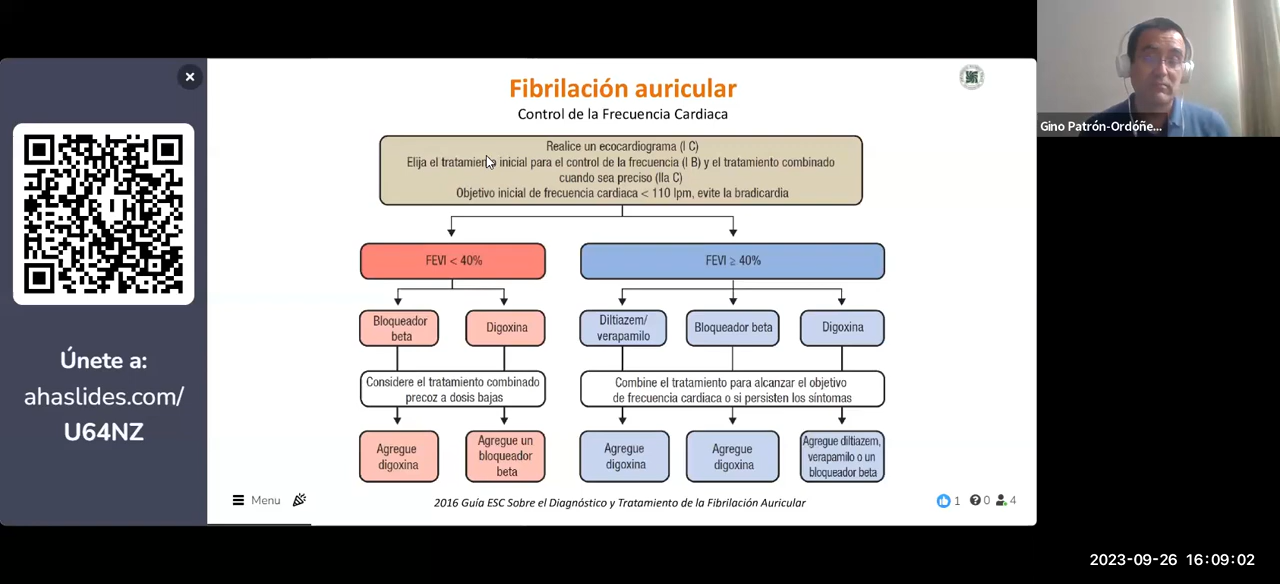 Fibrilación auricular
Control de la Frecuencia Cardiaca
Realice un ecocardiograma (I C)
Elija el tratamiento inicial para el control de la frecuencia (I B) y el tratamiento combinado
cuando sea preciso (IIa C)
Objetivo inicial de frecuencia cardiaca < 110 lpm, evite la bradicardia
FEVI < 40%
FEVI ≥ 40%
Bloqueador
beta
Digoxina
Diltiazem/
verapamilo
Bloqueador beta
Digoxina
Considere el tratamiento combinado
precoz a dosis bajas
Combine el tratamiento para alcanzar el objetivo
de frecuencia cardiaca o si persisten los síntomas
Agregue
digoxina
Agregue un
bloqueador
beta
Agregue
digoxina
Agregue
digoxina
Agregue diltiazem,
verapamilo o un
bloqueador beta
2016 Guía ESC Sobre el Diagnóstico y Tratamiento de la Fibrilación Auricular
Únete a:
ahaslides.com/
U64NZ
Menu
1
0
4
Gino Patrón-Ordóñe...
2023-09-26 16:09:02